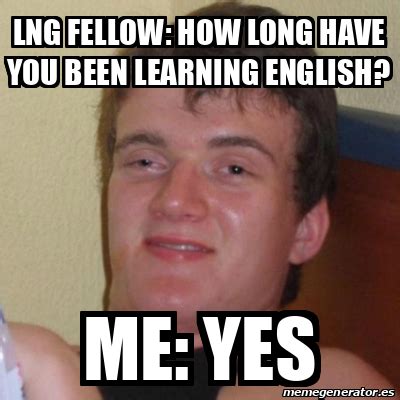 LNG FELLOW: HOW LONG HAVE
YOU BEEN LEARNING ENGLISH?
ME: YES
memegenerator.es